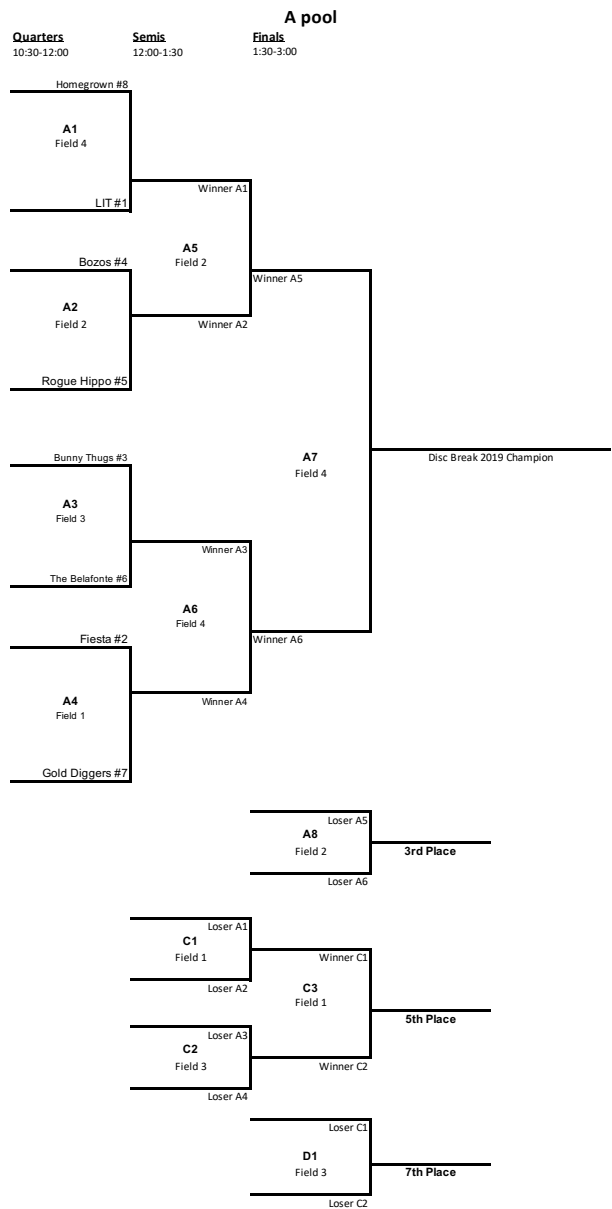 A pool
Quarters Semis Finals
10:30-12:00 12:00-1:30 1:30-3:00
Homegrown #8
A1
Field 4
Winner A1
LIT #1
A5
Field 2
Bozos #4
Winner A5
A2
Field 2
Winner A2
Rogue Hippo #5
A7
Field 4
Disc Break 2019 Champion
Bunny Thugs #3
A3
Field 3
Winner A3
The Belafonte #6
A6
Field 4
Fiesta #2
Winner A6
A4
Field 1
Winner A4
Gold Diggers #7
Loser A5
A8
Field 2
3rd Place
Loser A6
Loser A1
C1
Field 1
Winner C1
Loser A2
C3
Field 1
5th Place
Loser A3
C2
Field 3
Winner C2
Loser A4
Loser C1
D1
Field 3
7th Place
Loser C2